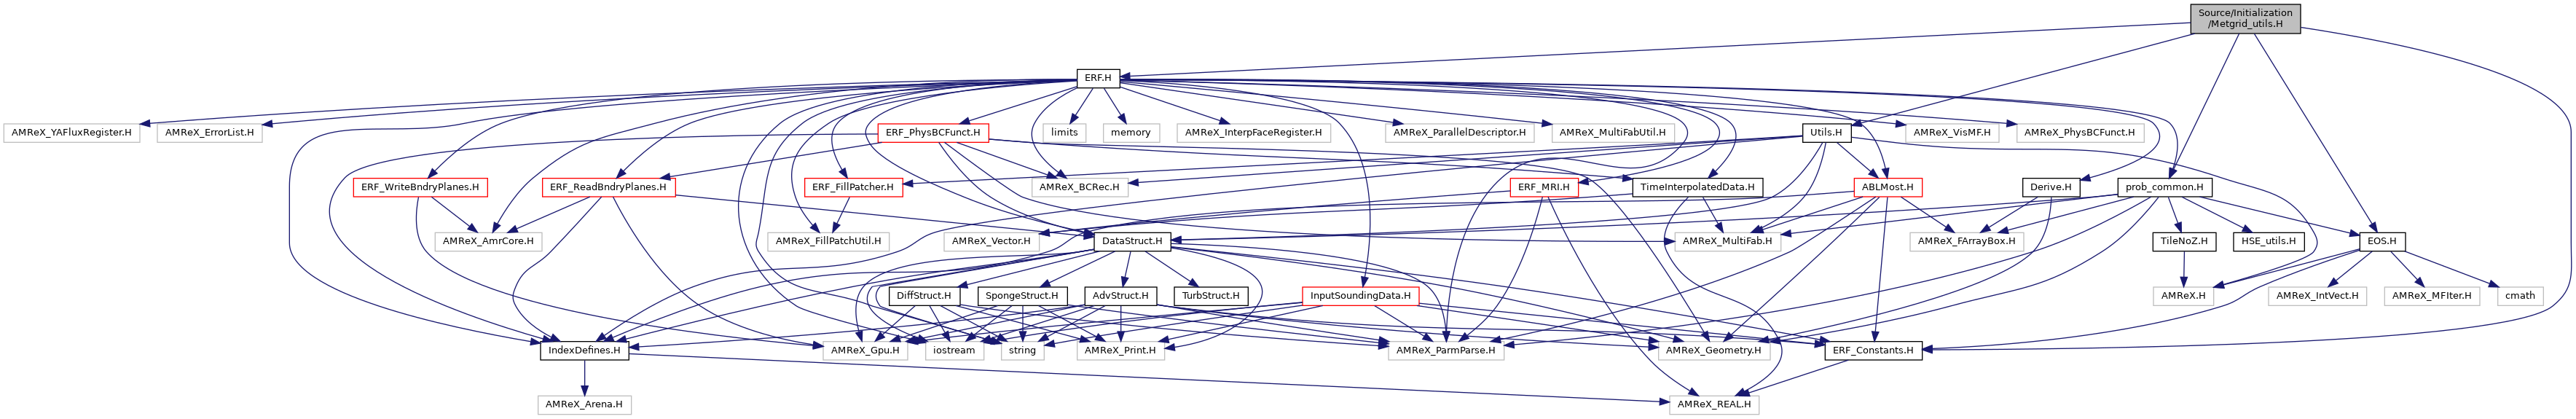 Source/Initialization
/Metgrid_utils.H
ERF.H
AMReX_YAFluxRegister.H
AMReX_ErrorList.H
ERF_PhysBCFunct.H
limits
memory
AMReX_InterpFaceRegister.H
AMReX_ParallelDescriptor.H
AMReX_MultiFabUtil.H
Utils.H
AMReX_VisMF.H
AMReX_PhysBCFunct.H
ERF_WriteBndryPlanes.H
ERF_ReadBndryPlanes.H
ERF_FillPatcher.H
AMReX_BCRec.H
ERF_MRI.H
TimeInterpolatedData.H
ABLMost.H
Derive.H
prob_common.H
AMReX_AmrCore.H
AMReX_FillPatchUtil.H
AMReX_Vector.H
DataStruct.H
AMReX_MultiFab.H
AMReX_FArrayBox.H
TileNoZ.H
HSE_utils.H
EOS.H
DiffStruct.H
SpongeStruct.H
AdvStruct.H
TurbStruct.H
InputSoundingData.H
AMReX.H
AMReX_IntVect.H
AMReX_MFIter.H
cmath
IndexDefines.H
AMReX_Gpu.H
iostream
string
AMReX_Print.H
AMReX_ParmParse.H
AMReX_Geometry.H
ERF_Constants.H
AMReX_Arena.H
AMReX_REAL.H